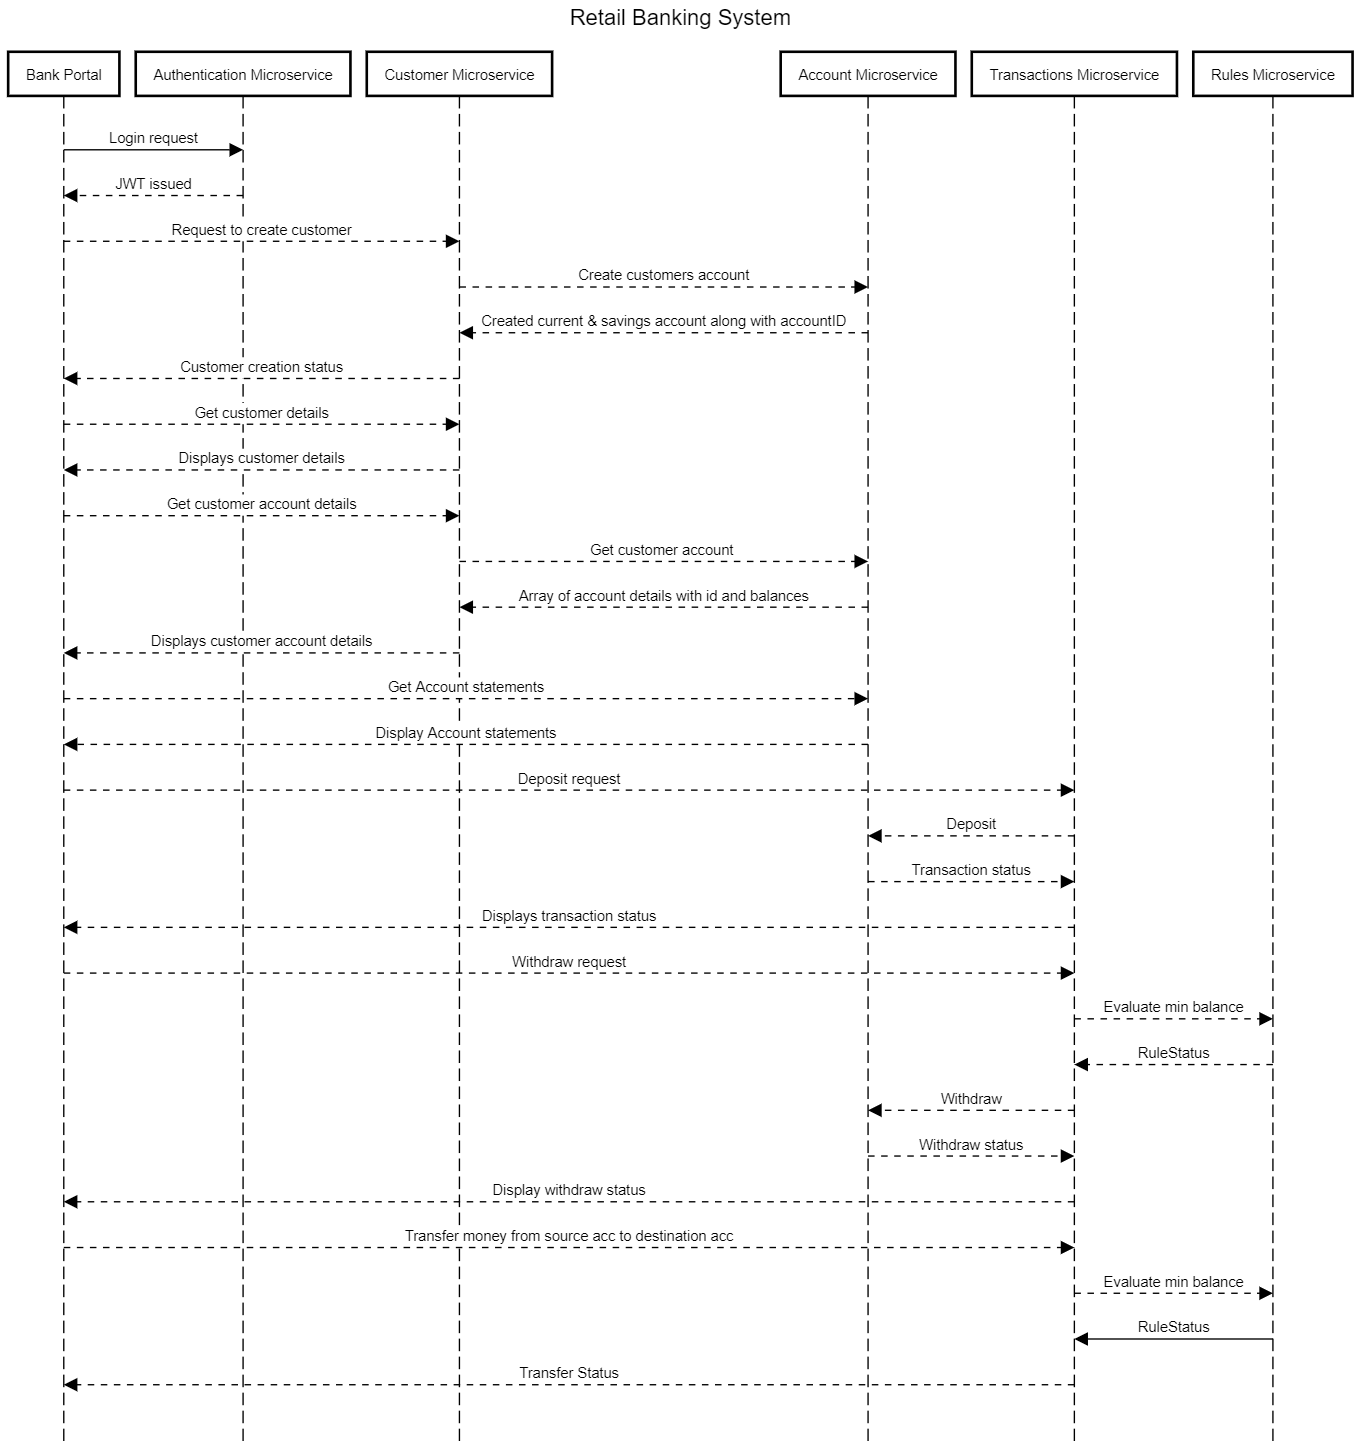 Retail Banking System
Bank Portal
Authentication Microservice
Customer Microservice
Account Microservice
Transactions Microservice
Rules Microservice
Login request
JWT issued
Request to create customer
Create customers account
Created current & savings account along with accountID
Customer creation status
Get customer details
Displays customer details
Get customer account details
Get customer account
Array of account details with id and balances
Displays customer account details
Get Account statements
Display Account statements
Deposit request
Deposit
Transaction status
Displays transaction status
Withdraw request
Evaluate min balance
RuleStatus
Withdraw
Withdraw status
Display withdraw status
Transfer money from source acc to destination acc
Evaluate min balance
RuleStatus
Transfer Status